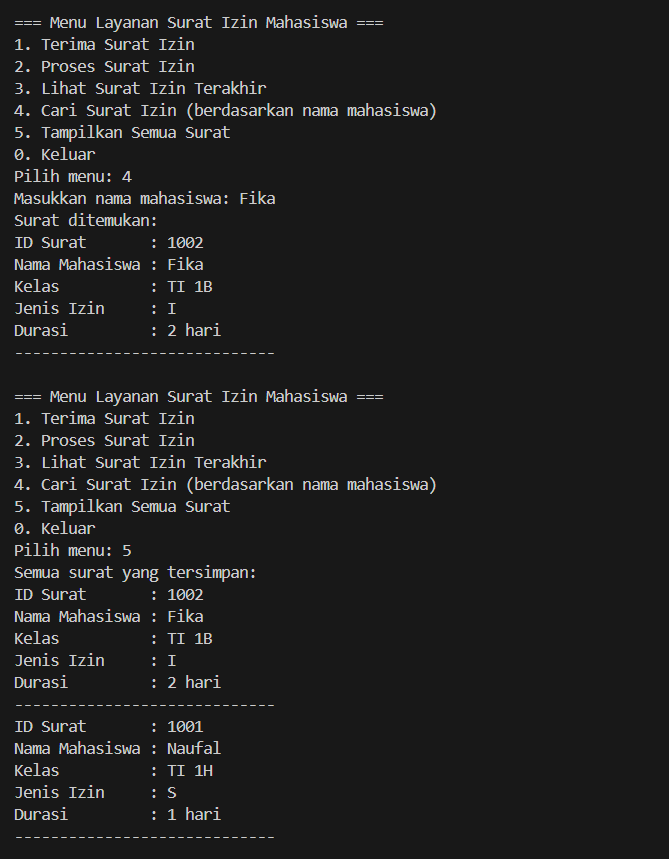 === Menu Layanan Surat Izin Mahasiswa ===
1. Terima Surat Izin
2. Proses Surat Izin
3. Lihat Surat Izin Terakhir
4. Cari Surat Izin (berdasarkan nama mahasiswa)
5. Tampilkan Semua Surat
0. Keluar
Pilih menu: 4
Masukkan nama mahasiswa: Fika
Surat ditemukan:
ID Surat       : 1002
Nama Mahasiswa : Fika
Kelas          : TI 1B
Jenis Izin     : I
Durasi         : 2 hari
-----------------------------
=== Menu Layanan Surat Izin Mahasiswa ===
1. Terima Surat Izin
2. Proses Surat Izin
3. Lihat Surat Izin Terakhir
4. Cari Surat Izin (berdasarkan nama mahasiswa)
5. Tampilkan Semua Surat
0. Keluar
Pilih menu: 5
Semua surat yang tersimpan:
ID Surat       : 1002
Nama Mahasiswa : Fika
Kelas          : TI 1B
Jenis Izin     : I
Durasi         : 2 hari
-----------------------------
ID Surat       : 1001
Nama Mahasiswa : Naufal
Kelas          : TI 1H
Jenis Izin     : S
Durasi         : 1 hari
-----------------------------